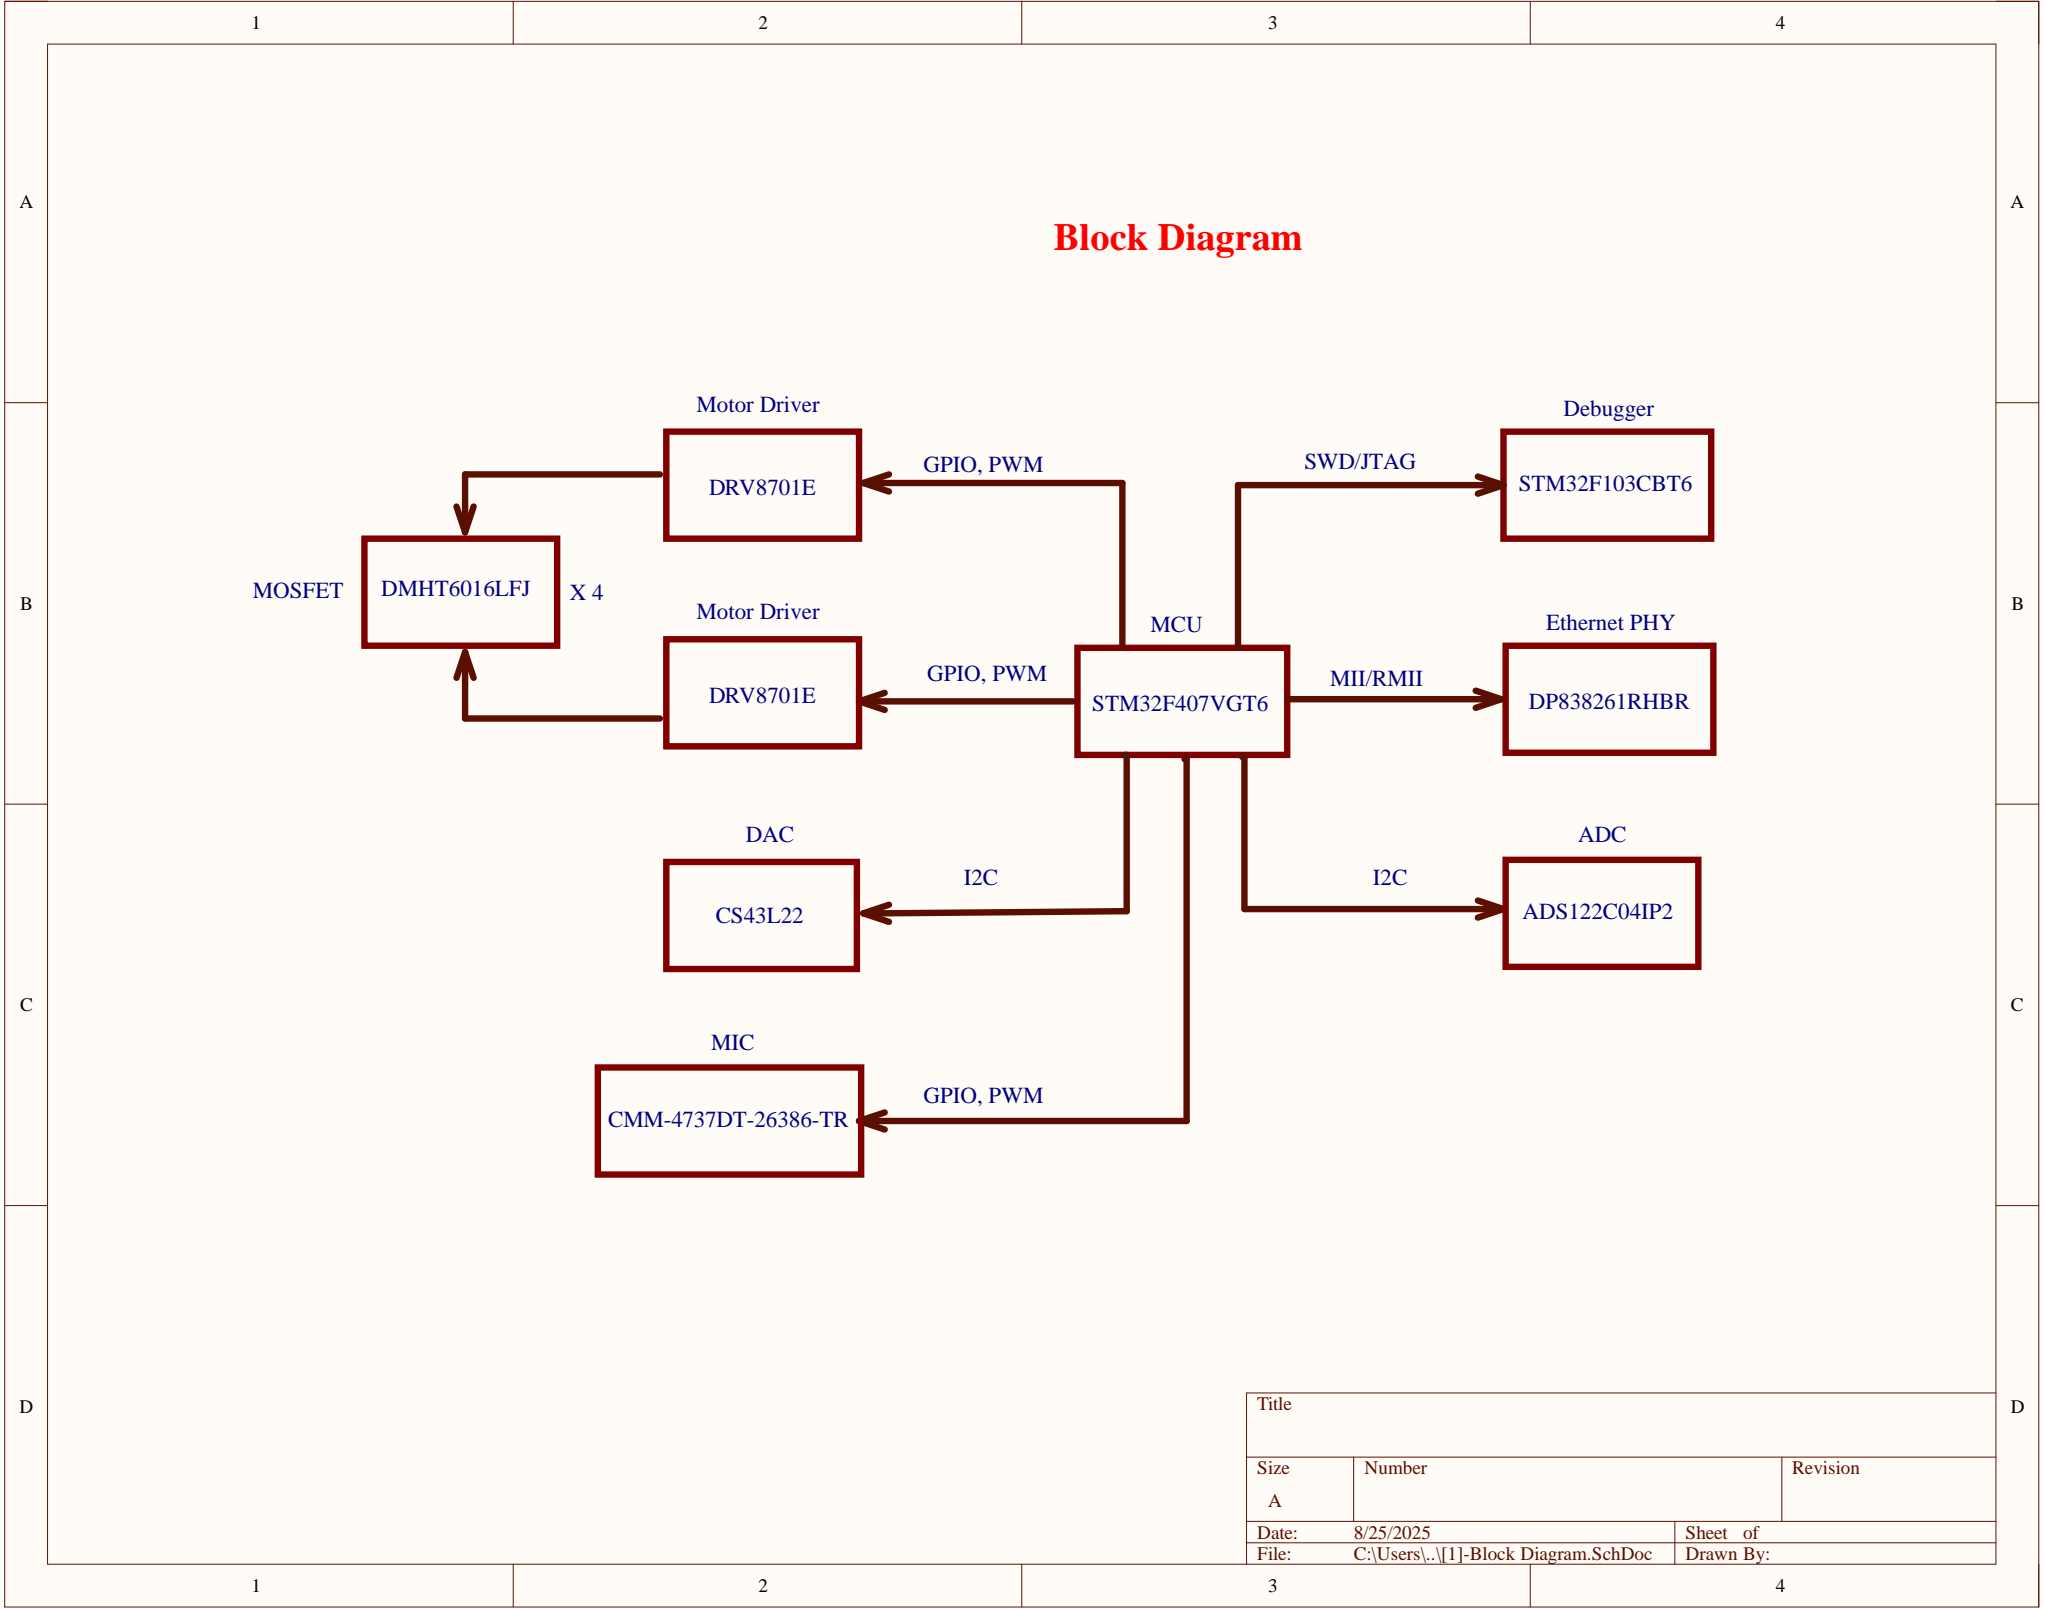 1 2 3 4
A A
Block Diagram
Motor Driver
Debugger
GPIO, PWM
SWD/JTAG
DRV8701E
STM32F103CBT6
MOSFET DMHT6016LFJ X 4
B B
Motor Driver
MCU
Ethernet PHY
GPIO, PWM
MII/RMII
DRV8701E
STM32F407VGT6
DP838261RHBR
DAC
ADC
I2C
I2C
CS43L22
ADS122C04IP2
C C
MIC
GPIO, PWM
CMM-4737DT-26386-TR
D D
Title
Size Number Revision
A
Date: 8/25/2025 Sheet of
File: C:\Users\..\[1]-Block Diagram.SchDoc Drawn By:
1 2 3 4